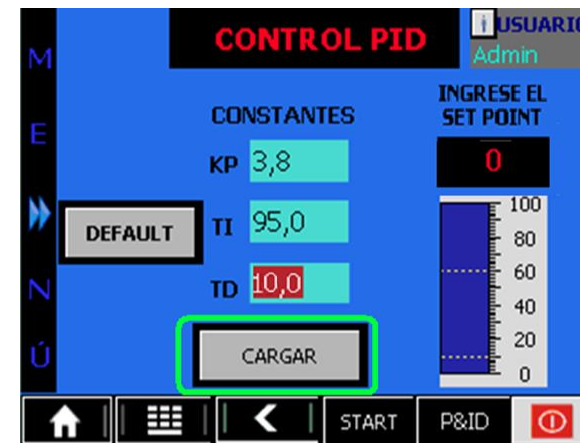 CONTROL PID
USUARIO
Admin
M
E
N
Ú
CONSTANTES
KP 3,8
TI 95,0
TD 10,0
DEFAULT
CARGAR
INGRESE EL
SET POINT
0
100
80
60
40
20
0
START
P&ID